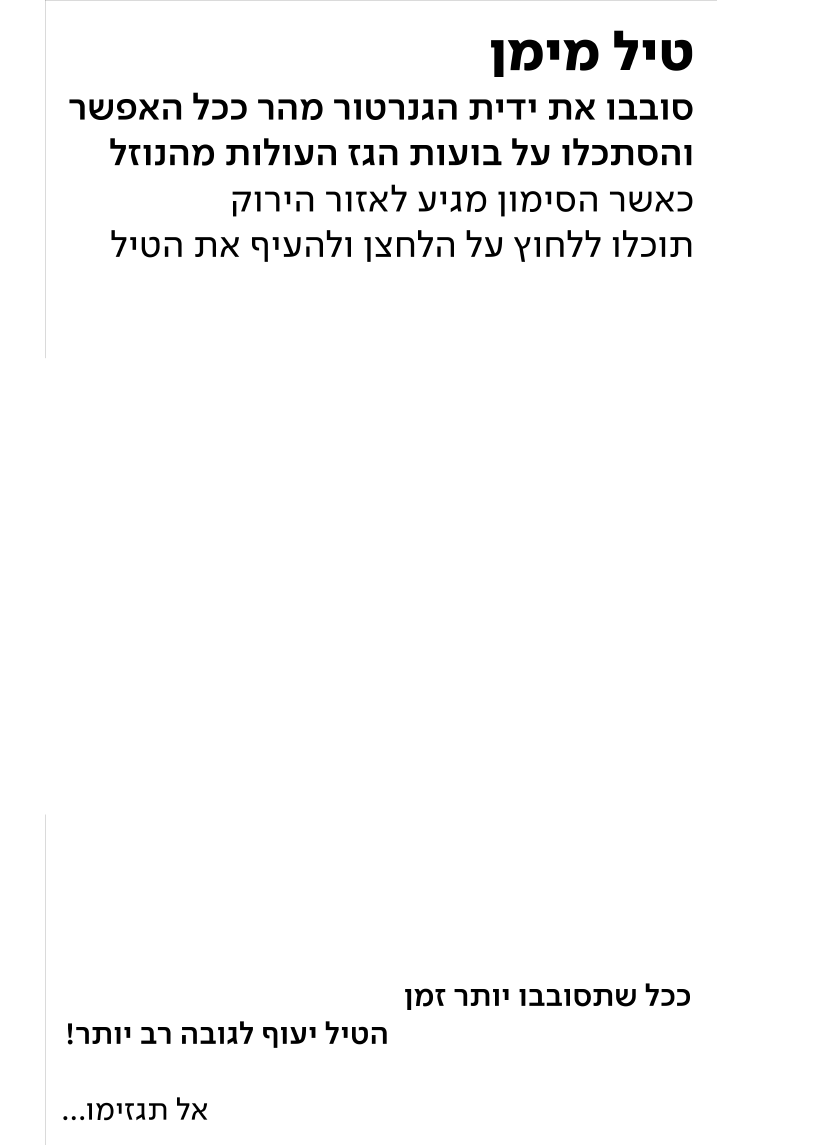 טיל מימן
סובבו את ידית הגנרטור מהר ככל האפשר
והסתכלו על בועות הגז העולות מהנוזל
כאשר הסימון מגיע לאזור הירוק
תוכלו ללחוץ על הלחצן ולהעיף את הטיל
ככל שתסובבו יותר זמן
הטיל יעוף לגובה רב יותר!
אל תגזימו...